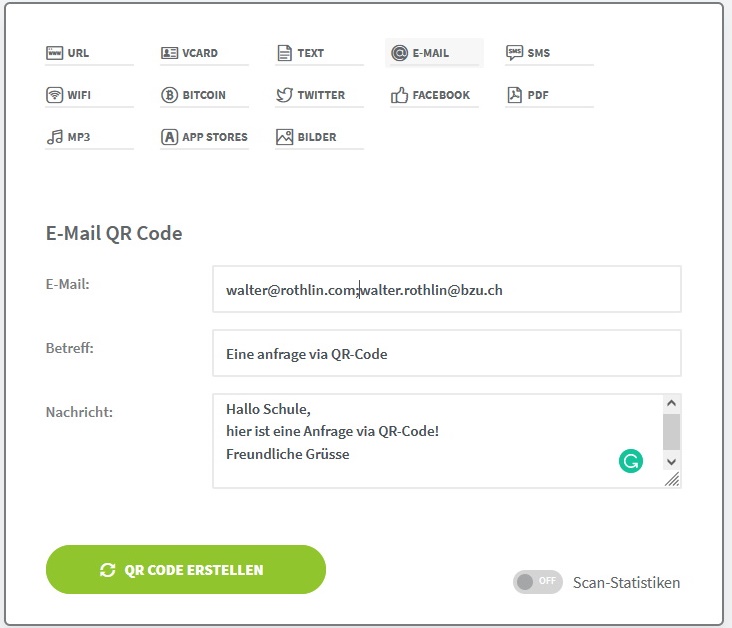 URL VCARD TEXT E-MAIL SMS
WIFI BITCOIN TWITTER FACEBOOK PDF
MP3 APP STORES BILDER
E-Mail QR Code
E-Mail: walter@rothlin.com;walter.rothlin@bzu.ch
Betreff: Eine anfrage via QR-Code
Nachricht: Hallo Schule,
hier ist eine Anfrage via QR-Code!
Freundliche Grüsse
QR CODE ERSTELLEN
OFF Scan-Statistiken